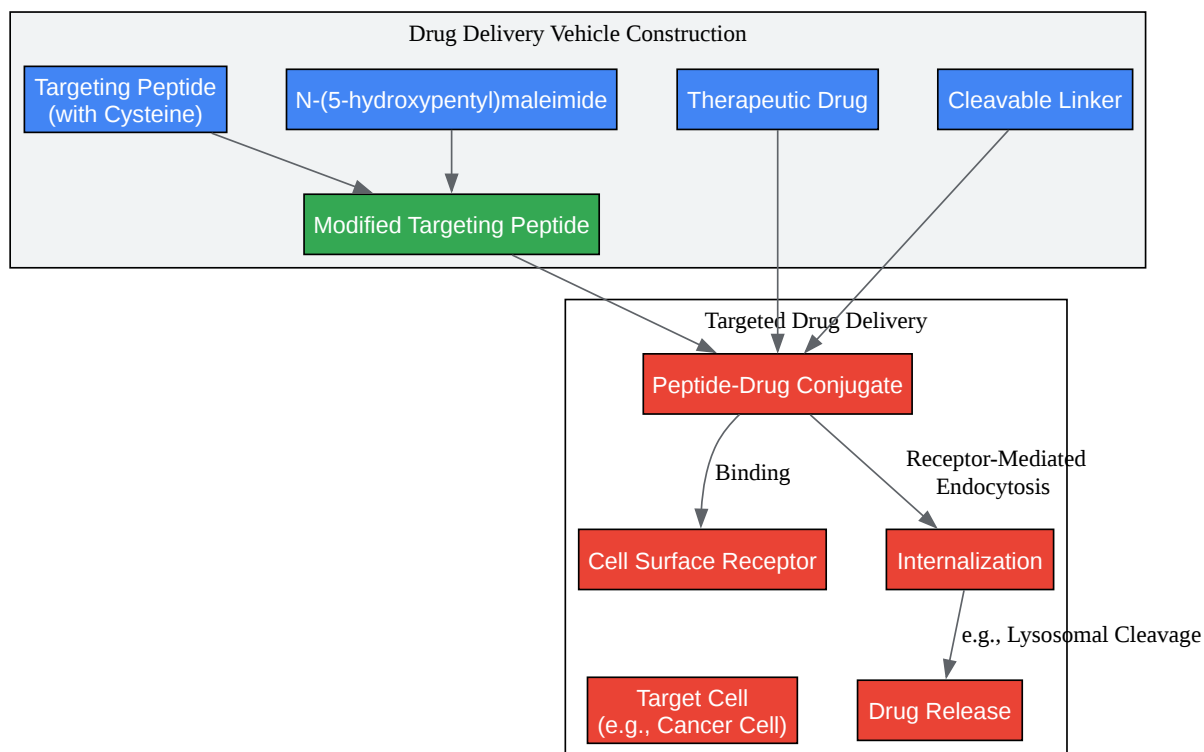 Drug Delivery Vehicle Construction
Targeting Peptide
(with Cysteine)
N-(5-hydroxypentyl)maleimide
Therapeutic Drug
Cleavable Linker
Modified Targeting Peptide
Targeted Drug Delivery
Peptide-Drug Conjugate
Binding
Receptor-Mediated
Endocytosis
Cell Surface Receptor
Internalization
e.g., Lysosomal Cleavage
Target Cell
(e.g., Cancer Cell)
Drug Release